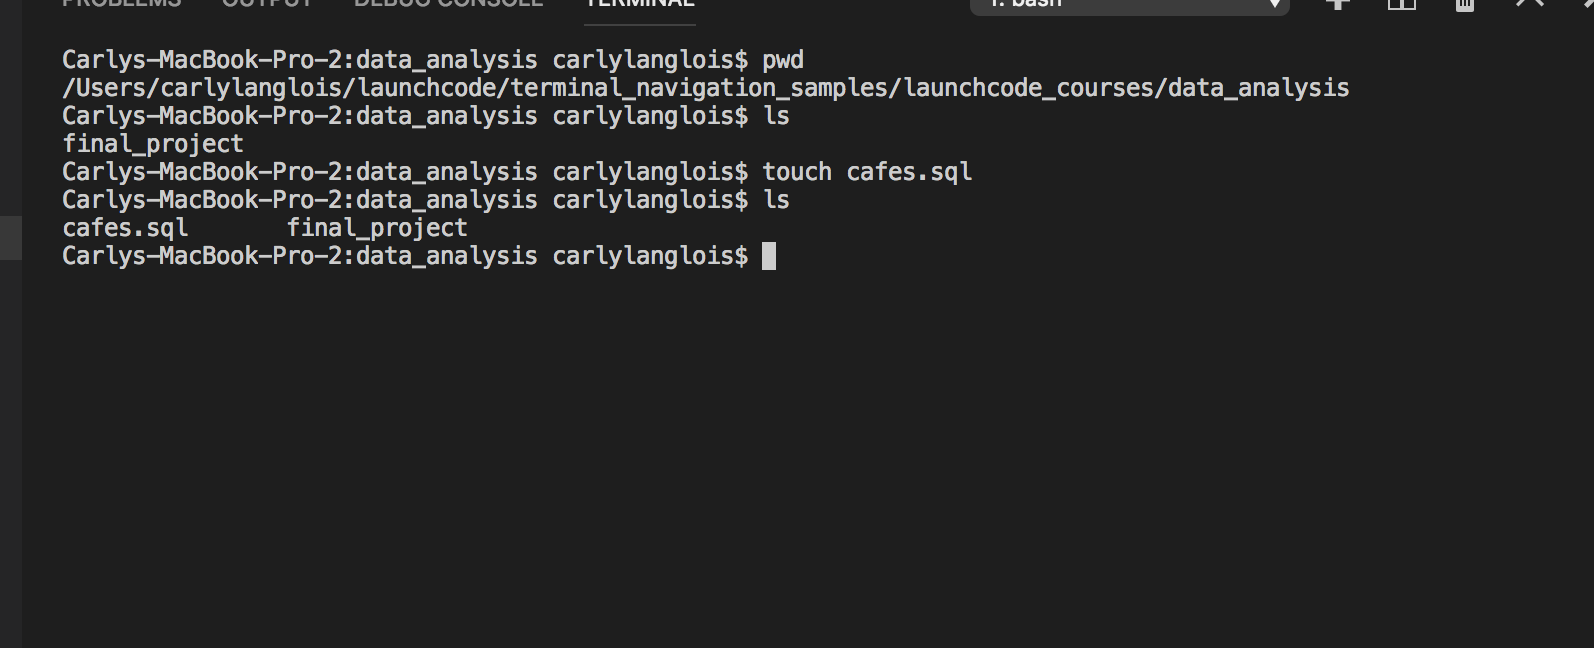 PROBLEMS OUTPUT DEBUG CONSOLE TERMINAL 1: bash
Carlys-MacBook-Pro-2:data_analysis carlylanglois$ pwd
/Users/carlylanglois/launchcode/terminal_navigation_samples/launchcode_courses/data_analysis
Carlys-MacBook-Pro-2:data_analysis carlylanglois$ ls
final_project
Carlys-MacBook-Pro-2:data_analysis carlylanglois$ touch cafes.sql
Carlys-MacBook-Pro-2:data_analysis carlylanglois$ ls
cafes.sql final_project
Carlys-MacBook-Pro-2:data_analysis carlylanglois$